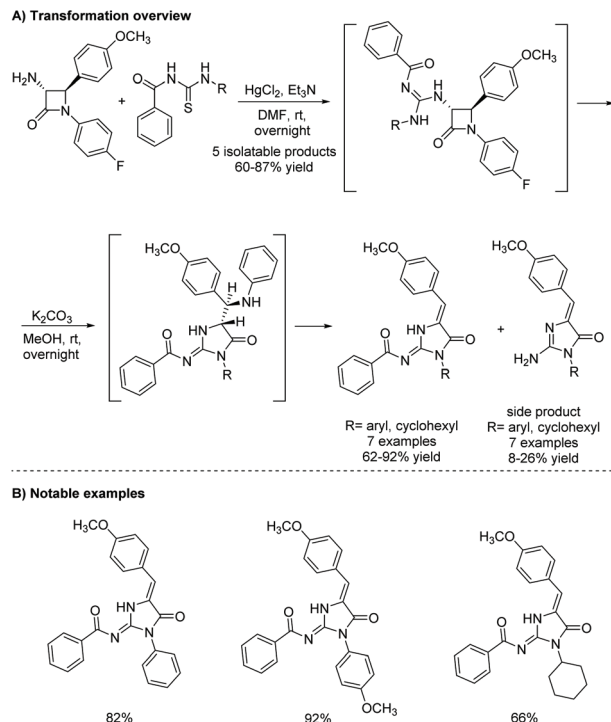 A) Transformation overview
OCH3
H2N
O
N
F
+
O
N
H
H
N
R
S
HgCl2, Et3N
DMF, rt,
overnight
5 isolatable products
60-87% yield
O
N
HN
R
NH
O
N
OCH3
F
K2CO3
MeOH, rt,
overnight
H3CO
H
N
H
H
HN
O
O
N
N
R
H3CO
HN
O
O
N
N
R
R= aryl, cyclohexyl
7 examples
62-92% yield
+
H3CO
N
O
H2N
N
R
side product
R= aryl, cyclohexyl
7 examples
8-26% yield
B) Notable examples
H3CO
HN
O
O
N
N
82%
H3CO
HN
O
O
N
N
OCH3
92%
H3CO
HN
O
O
N
N
66%